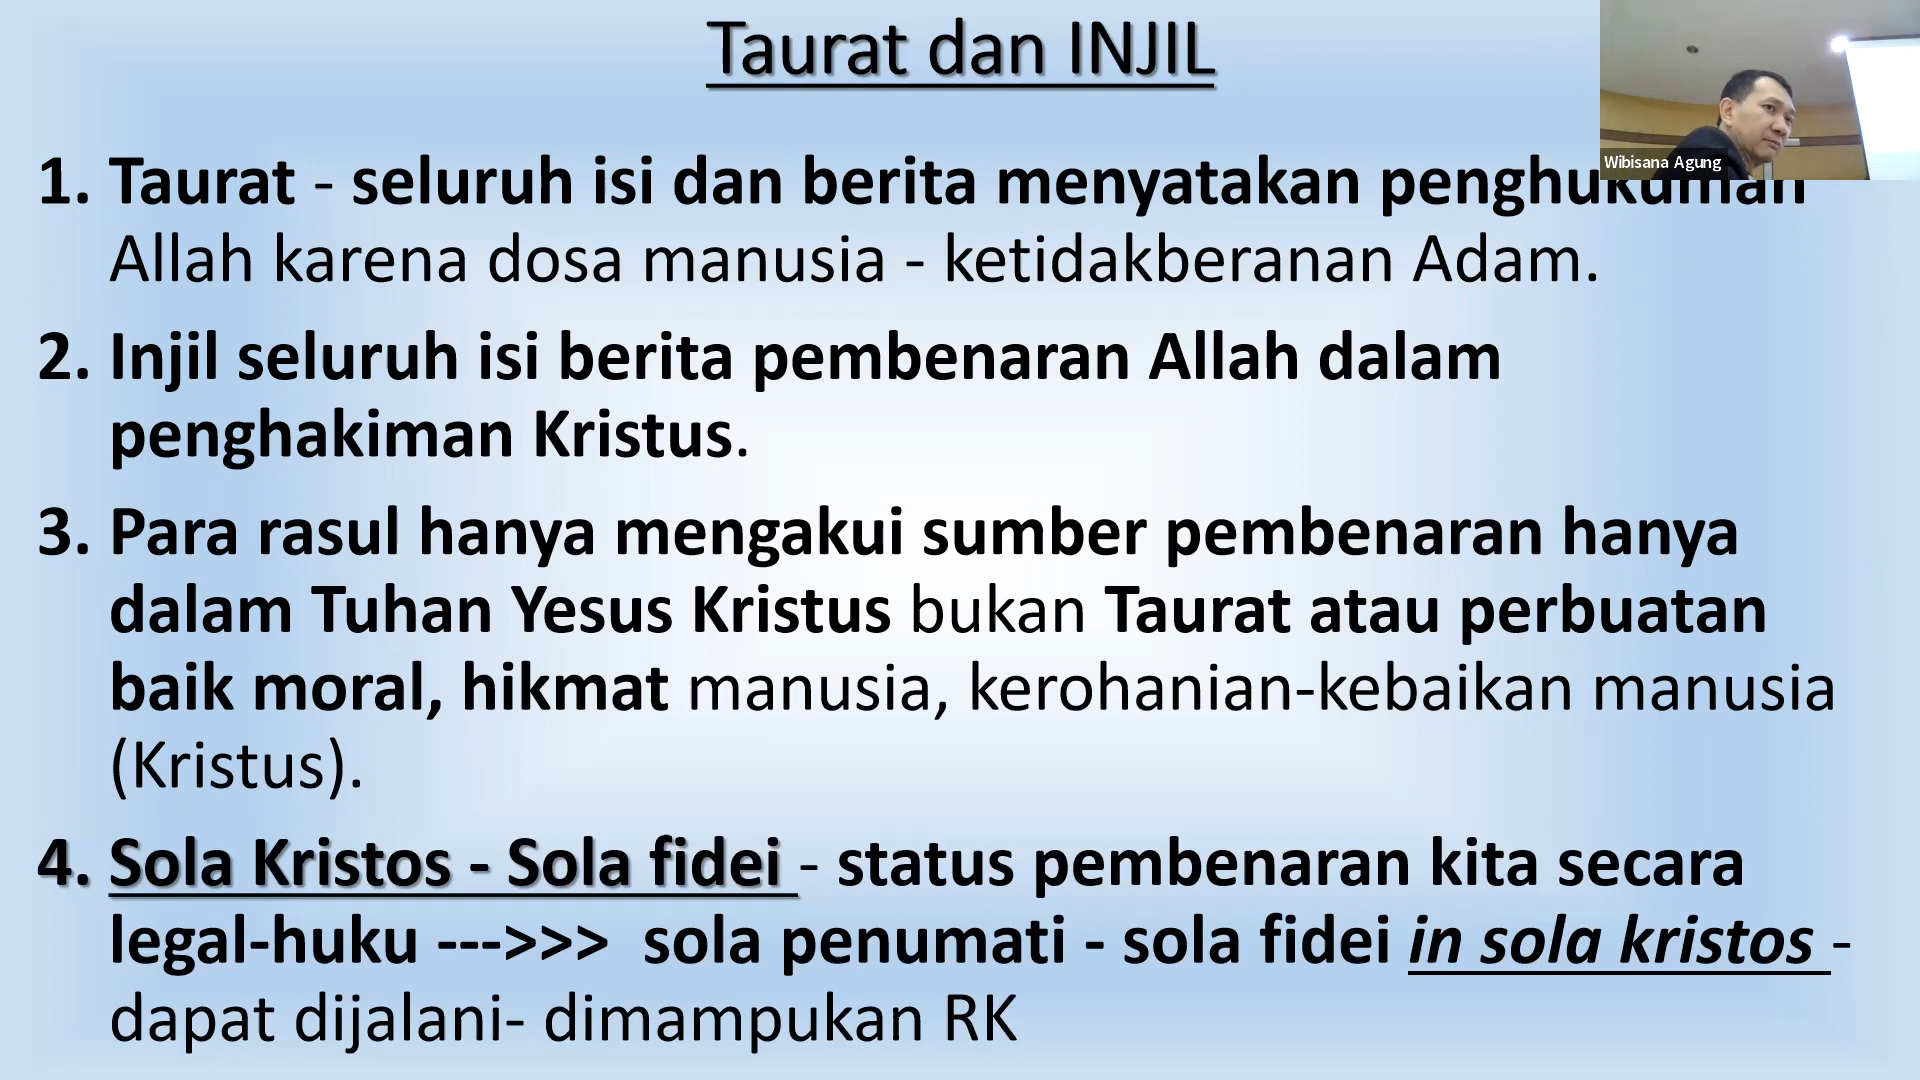 Taurat dan INJIL
Wibisana Agung
1. Taurat - seluruh isi dan berita menyatakan penghukuman
Allah karena dosa manusia - ketidakberanan Adam.
2. Injil seluruh isi berita pembenaran Allah dalam
penghakiman Kristus.
3. Para rasul hanya mengakui sumber pembenaran hanya
dalam Tuhan Yesus Kristus bukan Taurat atau perbuatan
baik moral, hikmat manusia, kerohanian-kebaikan manusia
(Kristus).
4. Sola Kristos - Sola fidei - status pembenaran kita secara
legal-huku --->>> sola penumati - sola fidei in sola kristos -
dapat dijalani- dimampukan RK